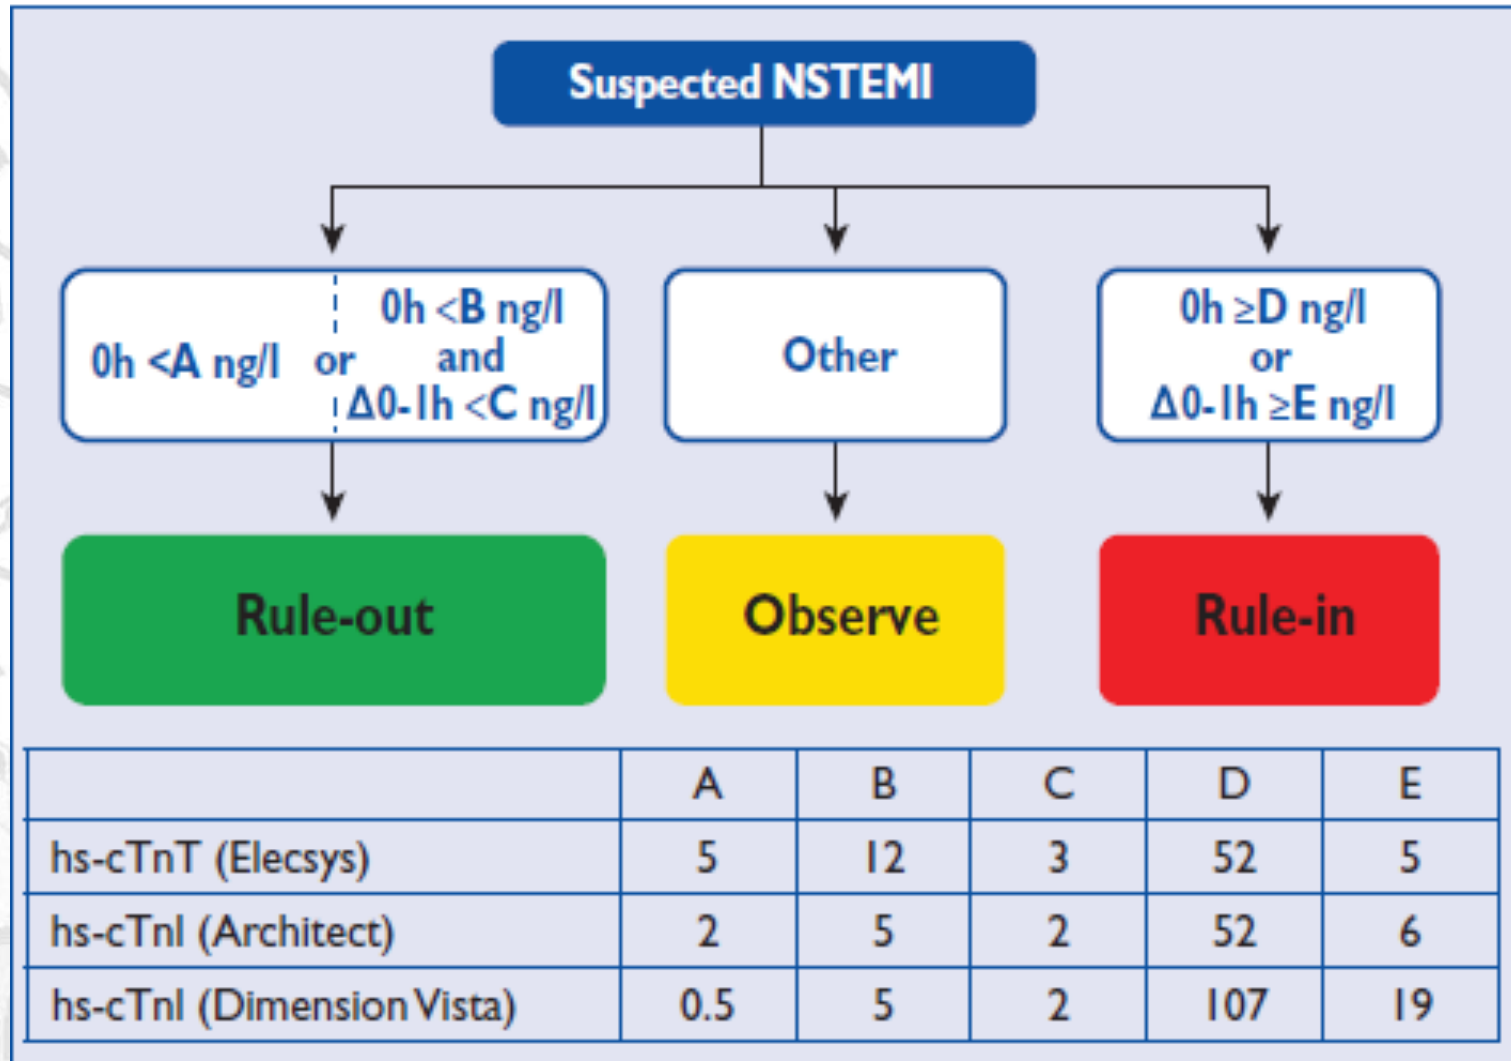 Suspected NSTEMI
0h <A ng/l
or
0h <B ng/l
and
Δ0-1h <C ng/l
Other
0h ≥D ng/l
or
Δ0-1h ≥E ng/l
Rule-out
Observe
Rule-in
A B C D E
hs-cTnT (Elecsys) 5 12 3 52 5
hs-cTnI (Architect) 2 5 2 52 6
hs-cTnI (Dimension Vista) 0.5 5 2 107 19